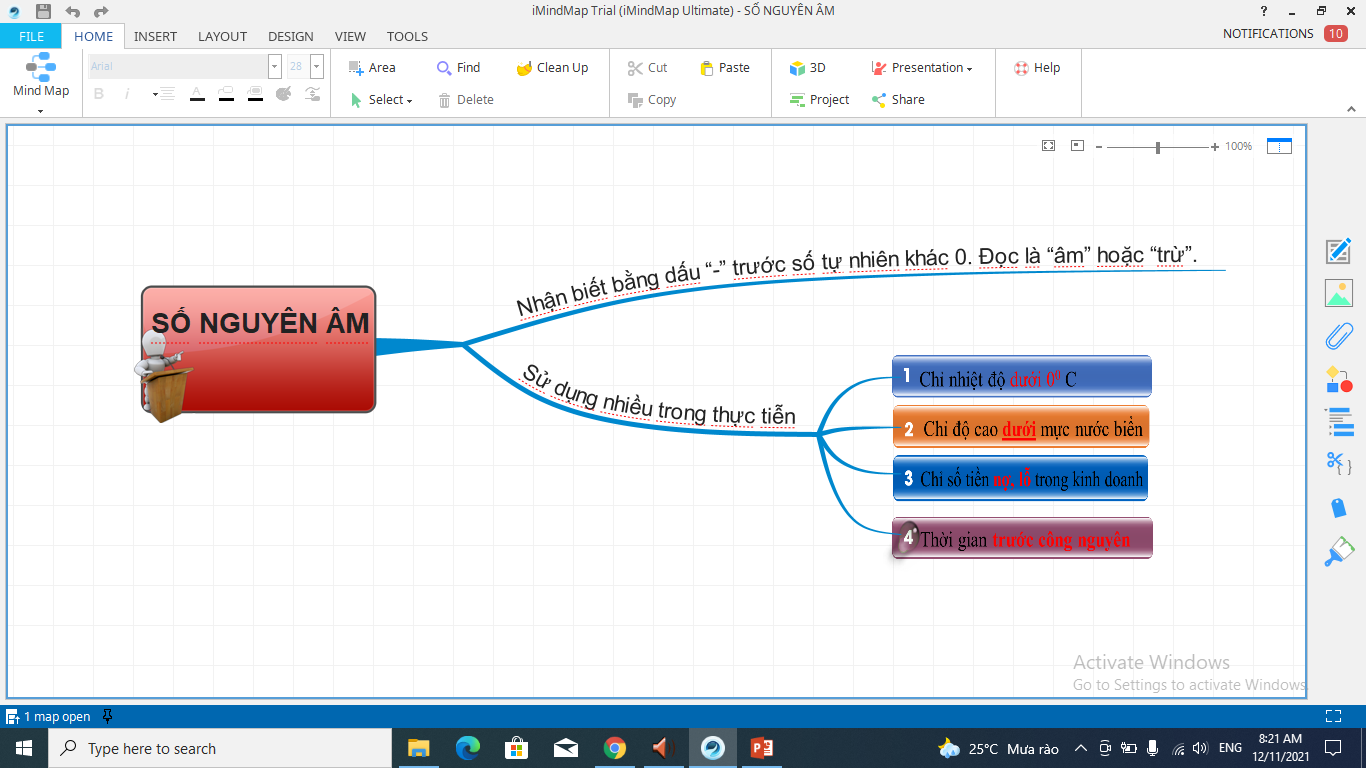 iMindMap Trial (iMindMap Ultimate) - SỐ NGUYÊN ÂM
?
FILE HOME INSERT LAYOUT DESIGN VIEW TOOLS
NOTIFICATIONS 10
Mind Map
Arial 28
B i A
Area
Select
Find
Delete
Clean Up
Cut
Copy
Paste
3D
Project
Presentation
Share
Help
100%
SỐ NGUYÊN ÂM
Nhận biết bằng dấu “-” trước số tự nhiên khác 0. Đọc là “âm” hoặc “trừ”.
Sử dụng nhiều trong thực tiễn
1 Chỉ nhiệt độ dưới 0⁰ C
2 Chỉ độ cao dưới mực nước biển
3 Chỉ số tiền nợ, lỗ trong kinh doanh
4 Thời gian trước công nguyên
Activate Windows
Go to Settings to activate Windows.
1 map open
Type here to search
25°C Mưa rào
ENG
8:21 AM
12/11/2021